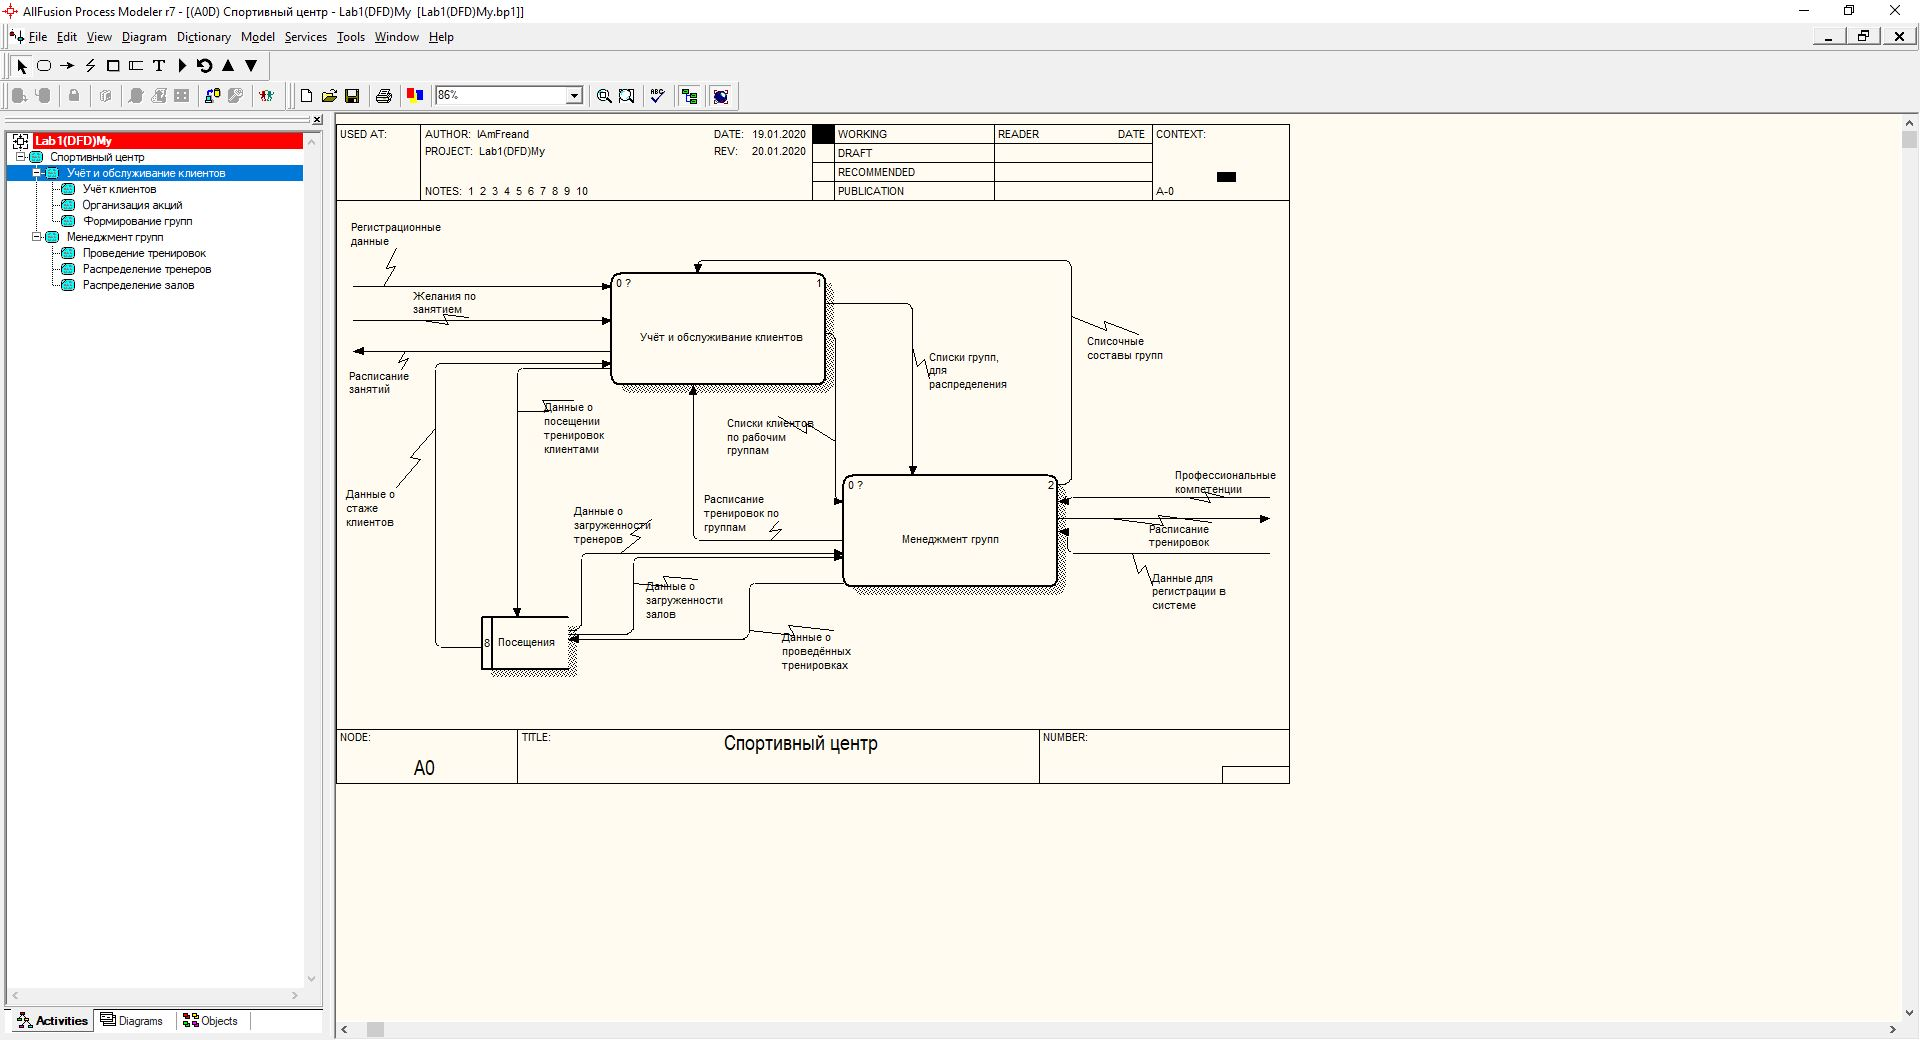 AllFusion Process Modeler r7 - [(A0D) Спортивный центр - Lab1(DFD)My  [Lab1(DFD)My.bp1]]
File Edit View Diagram Dictionary Model Services Tools Window Help
T
86%
ABC
Lab1(DFD)My
Спортивный центр
Учёт и обслуживание клиентов
Учёт клиентов
Организация акций
Формирование групп
Менеджмент групп
Проведение тренировок
Распределение тренеров
Распределение залов
Activities Diagrams Objects
USED AT:
AUTHOR: IAmFreand
DATE: 19.01.2020
PROJECT: Lab1(DFD)My
REV: 20.01.2020
NOTES: 1 2 3 4 5 6 7 8 9 10
WORKING
DRAFT
RECOMMENDED
PUBLICATION
READER DATE
CONTEXT:
A-0
Регистрационные
данные
Желания по
занятием
Расписание
занятий
0 ? 1
Учёт и обслуживание клиентов
Списки групп,
для
распределения
Списочные
составы групп
Данные о
посещении
тренировок
клиентами
Списки клиентов
по рабочим
группам
Данные о
стаже
клиентов
Данные о
загруженности
тренеров
Расписание
тренировок по
группам
0 ? 2
Менеджмент групп
Профессиональные
компетенции
Расписание
тренировок
Данные для
регистрации в
системе
Данные о
загруженности
залов
8 Посещения
Данные о
проведённых
тренировках
NODE:
A0
TITLE:
Спортивный центр
NUMBER: